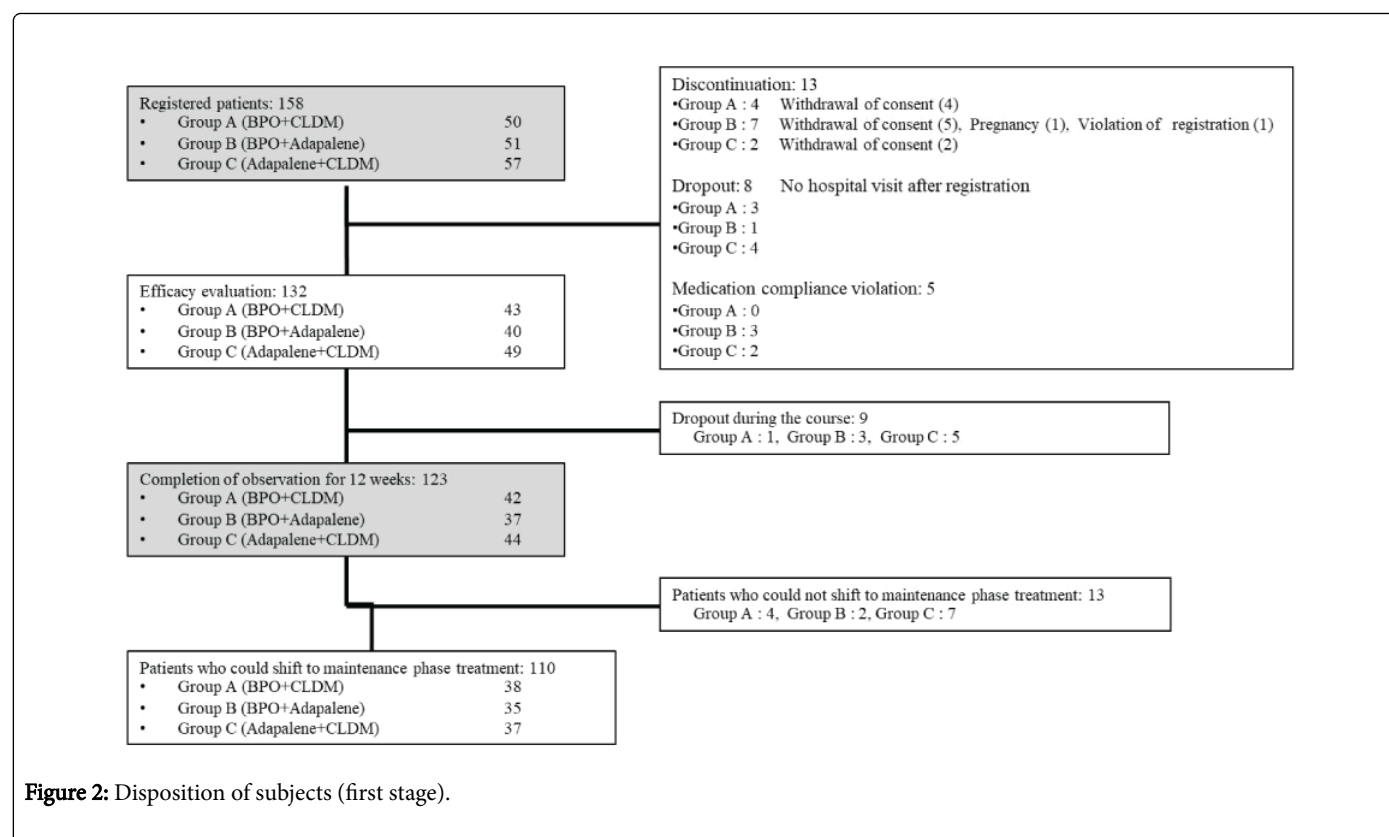 Registered patients: 158
• Group A (BPO+CLDM) 50
• Group B (BPO+Adapalene) 51
• Group C (Adapalene+CLDM) 57
Discontinuation: 13
•Group A : 4 Withdrawal of consent (4)
•Group B : 7 Withdrawal of consent (5), Pregnancy (1), Violation of registration (1)
•Group C : 2 Withdrawal of consent (2)
Dropout: 8 No hospital visit after registration
•Group A : 3
•Group B : 1
•Group C : 4
Medication compliance violation: 5
•Group A : 0
•Group B : 3
•Group C : 2
Efficacy evaluation: 132
• Group A (BPO+CLDM) 43
• Group B (BPO+Adapalene) 40
• Group C (Adapalene+CLDM) 49
Dropout during the course: 9
Group A : 1, Group B : 3, Group C : 5
Completion of observation for 12 weeks: 123
• Group A (BPO+CLDM) 42
• Group B (BPO+Adapalene) 37
• Group C (Adapalene+CLDM) 44
Patients who could not shift to maintenance phase treatment: 13
Group A : 4, Group B : 2, Group C : 7
Patients who could shift to maintenance phase treatment: 110
• Group A (BPO+CLDM) 38
• Group B (BPO+Adapalene) 35
• Group C (Adapalene+CLDM) 37
Figure 2: Disposition of subjects (first stage).